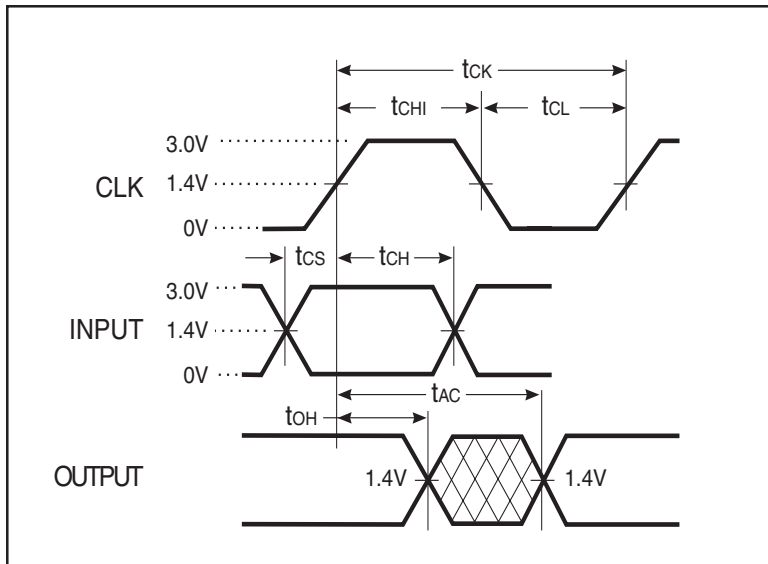 tCK
tCHI tCL
3.0V
CLK 1.4V
0V
tCS tCH
3.0V
INPUT 1.4V
0V
tAC
tOH
OUTPUT 1.4V 1.4V